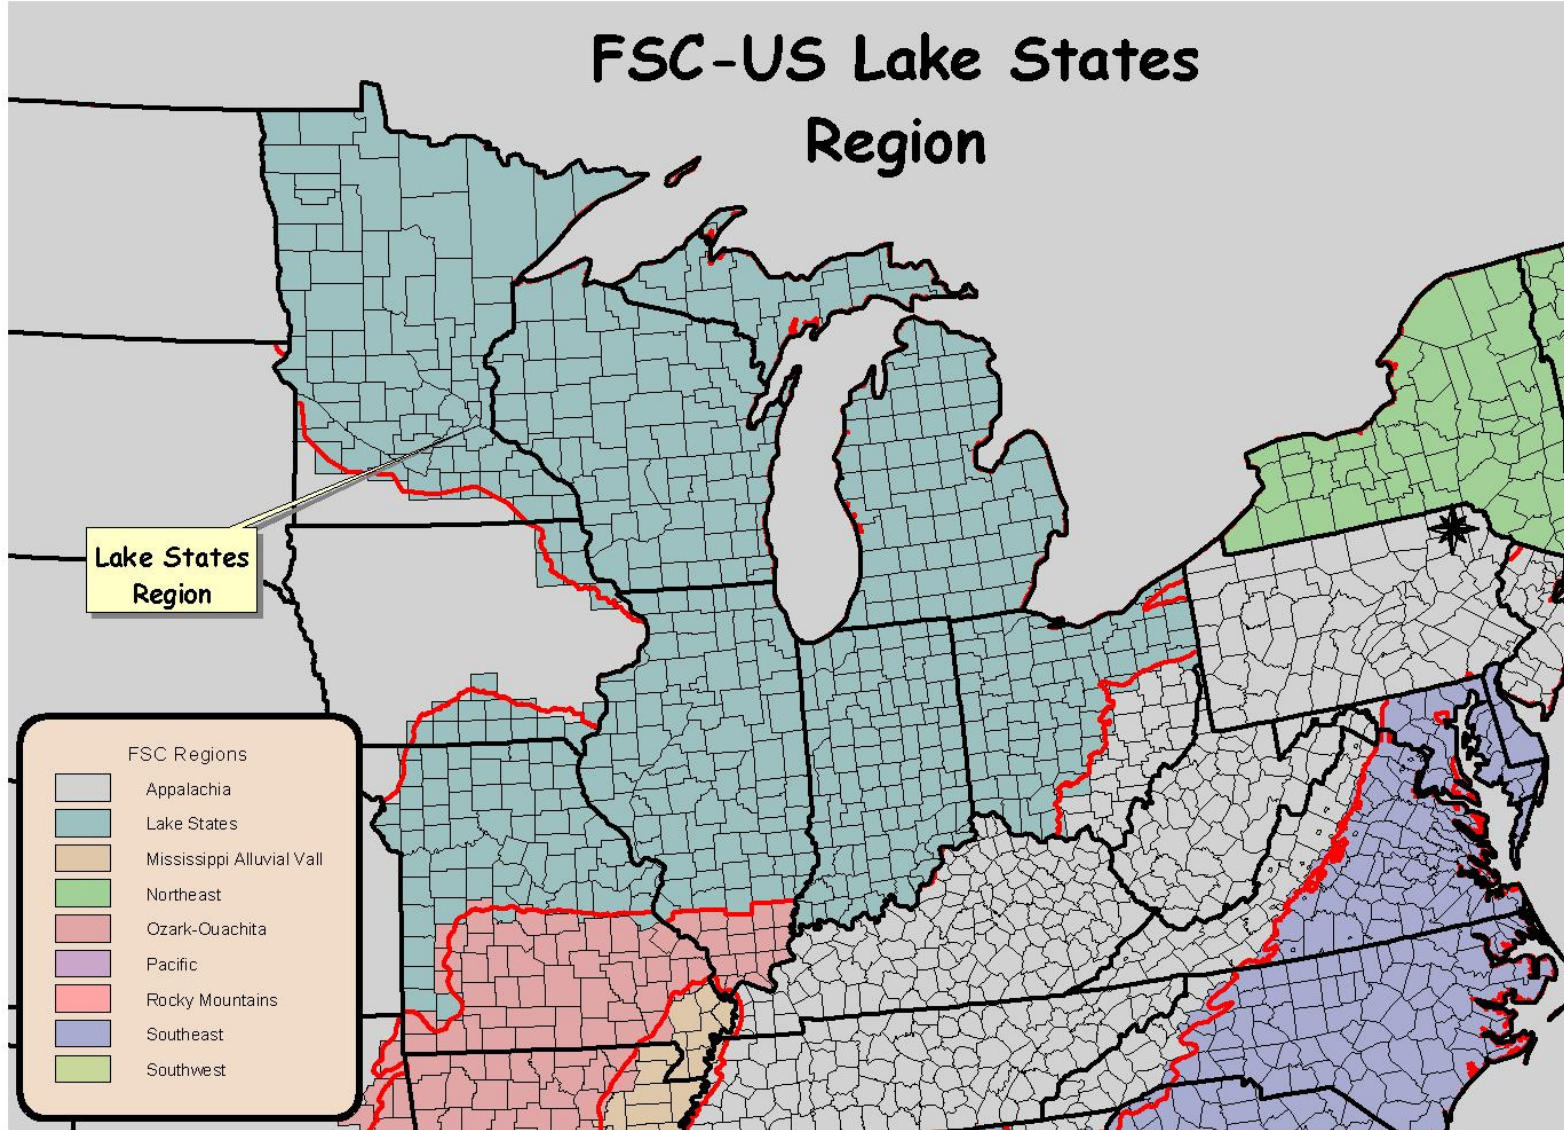 FSC-US Lake States
Region
Lake States
Region
FSC Regions
Appalachia
Lake States
Mississippi Alluvial Vall
Northeast
Ozark-Ouachita
Pacific
Rocky Mountains
Southeast
Southwest